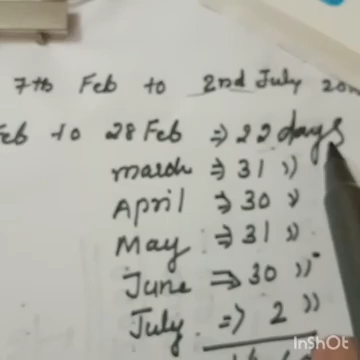 7th Feb to 2nd July
Feb to 28 Feb ⇒ 22 days
march ⇒ 31 "
April ⇒ 30 "
May ⇒ 31 "
June ⇒ 30 "
July ⇒ 2 "
InShOt